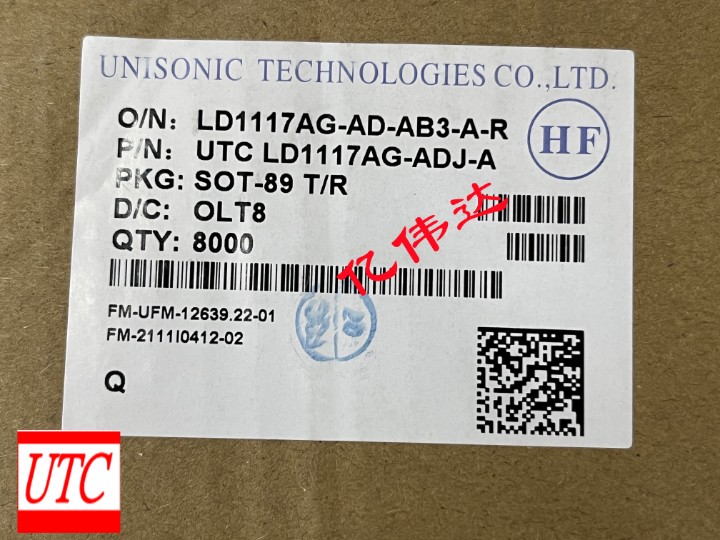 UNISONIC TECHNOLOGIES CO.,LTD.
O/N: LD1117AG-AD-AB3-A-R
HF
P/N: UTC LD1117AG-ADJ-A
PKG: SOT-89 T/R
D/C: OLT8
QTY: 8000
亿伟达
FM-UFM-12639.22-01
FM-2111I0412-02
Q
UTC